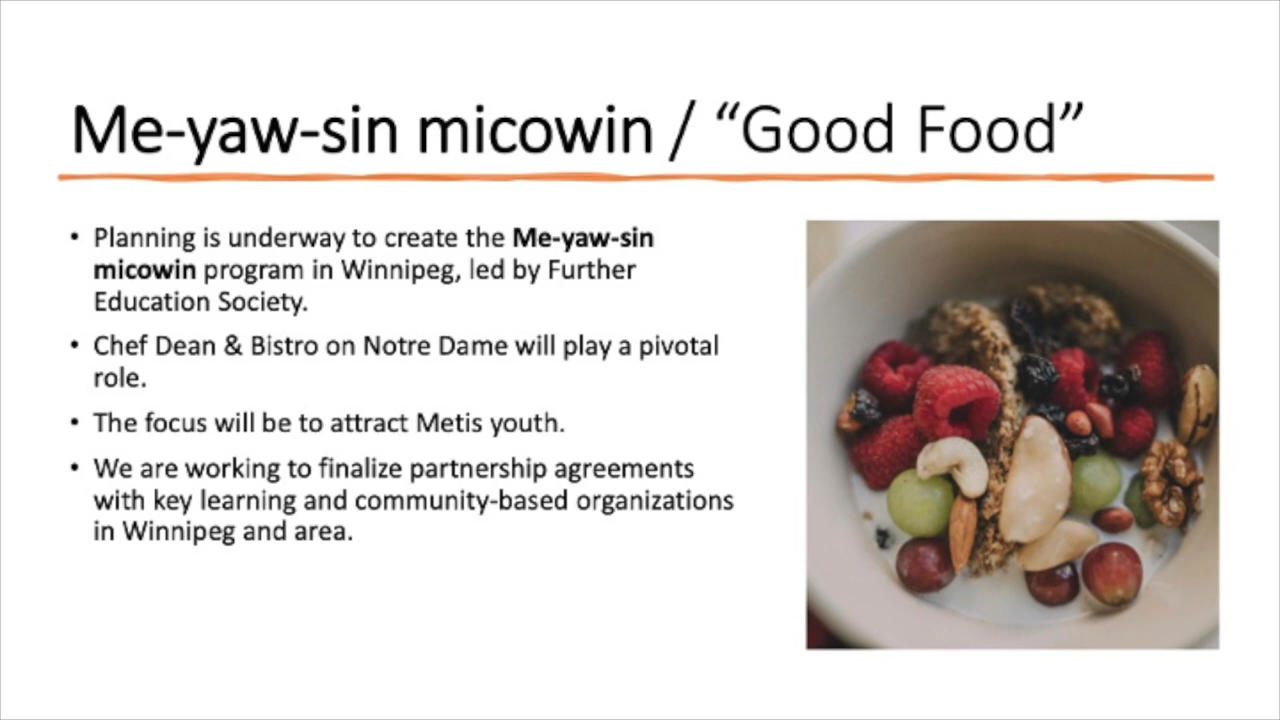 Me-yaw-sin micowin / “Good Food”
• Planning is underway to create the Me-yaw-sin
micowin program in Winnipeg, led by Further
Education Society.
• Chef Dean & Bistro on Notre Dame will play a pivotal
role.
• The focus will be to attract Metis youth.
• We are working to finalize partnership agreements
with key learning and community-based organizations
in Winnipeg and area.